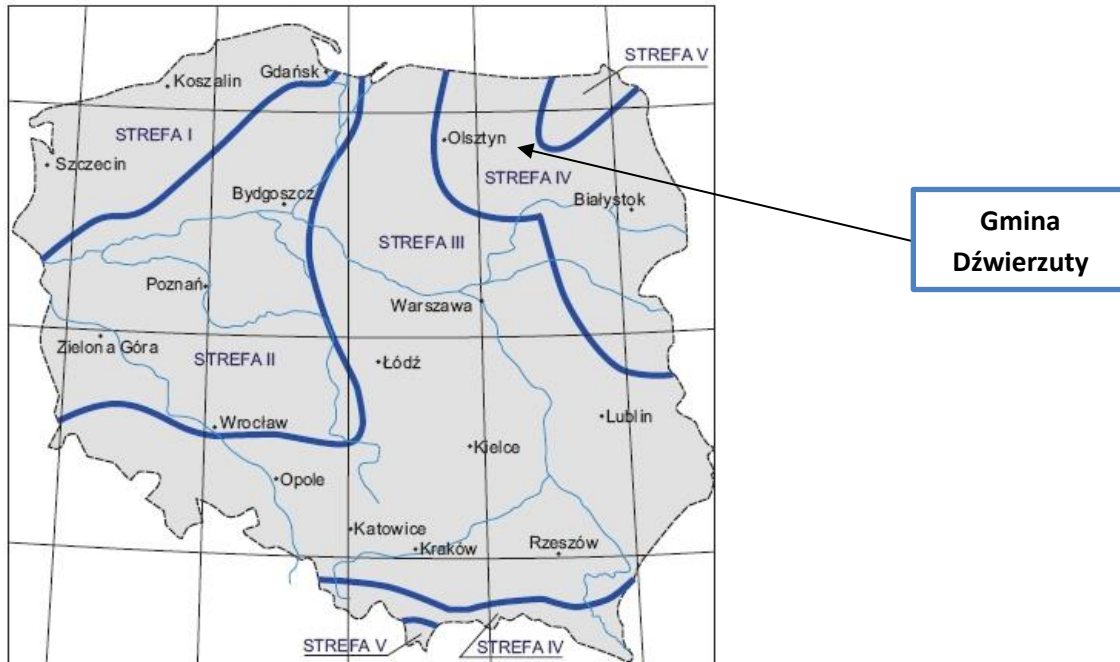 STREFA V
Gdańsk
Koszalin
STREFA I
Olsztyn
Szczecin
STREFA IV
Bydgoszcz
Białystok
Gmina
Dźwierzuty
STREFA III
Poznań
Warszawa
Zielona Góra
STREFA II
Łódź
Lublin
Wrocław
Kielce
Opole
Katowice
Kraków
Rzeszów
STREFA V
STREFA IV